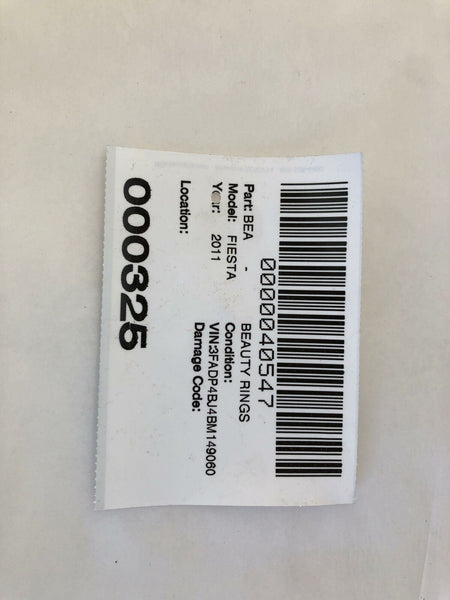 0000040547
Part: BEA - BEAUTY RINGS
Model: FIESTA Condition:
Year: 2011 VIN:3FADP4BJ4BM149060
Damage Code:
Location:
000325